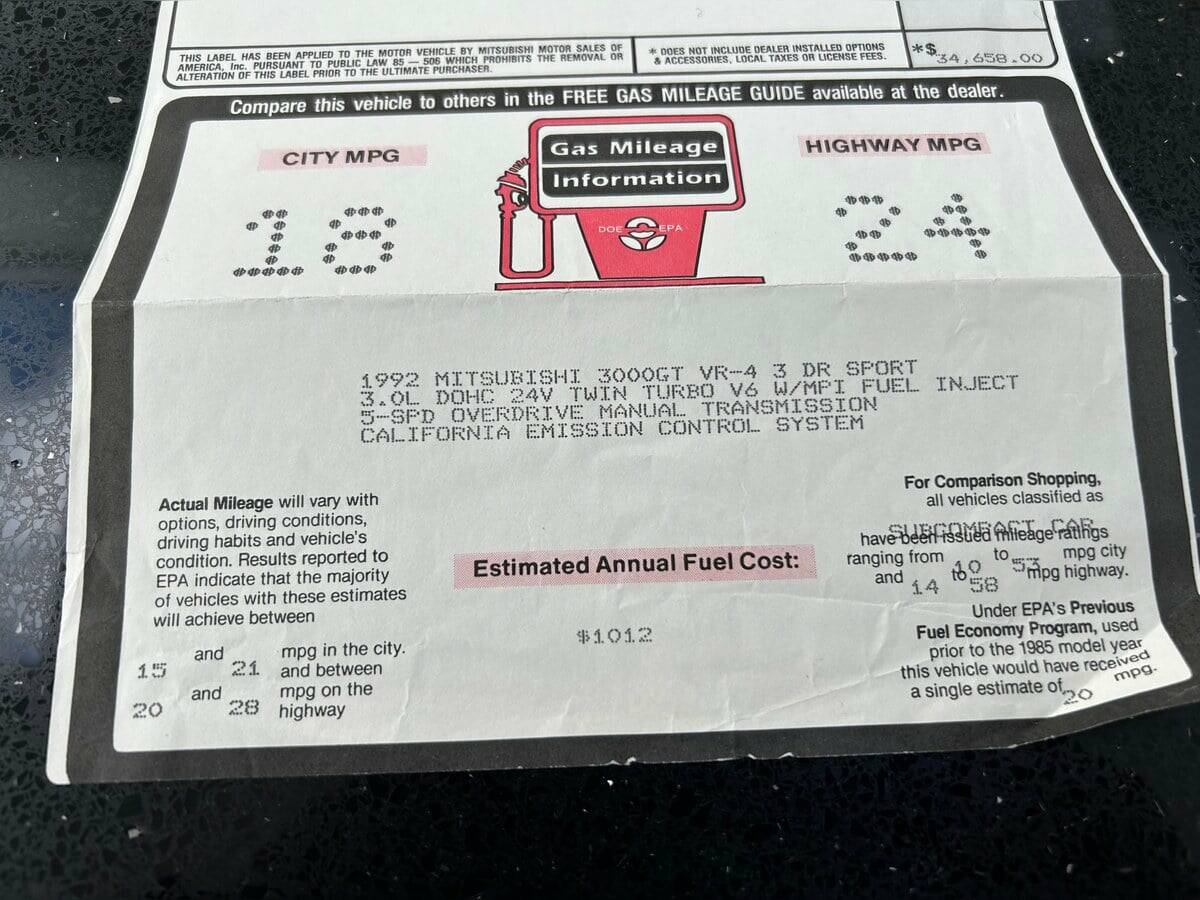 THIS LABEL HAS BEEN APPLIED TO THE MOTOR VEHICLE BY MITSUBISHI MOTOR SALES OF
AMERICA, Inc. PURSUANT TO PUBLIC LAW 85 — 506 WHICH PROHIBITS THE REMOVAL OR
ALTERATION OF THIS LABEL PRIOR TO THE ULTIMATE PURCHASER.
* DOES NOT INCLUDE DEALER INSTALLED OPTIONS
& ACCESSORIES, LOCAL TAXES OR LICENSE FEES.
*$ 34,658.00
Compare this vehicle to others in the FREE GAS MILEAGE GUIDE available at the dealer.
CITY MPG
18
Gas Mileage
Information
DOE EPA
HIGHWAY MPG
24
1992 MITSUBISHI 3000GT VR-4 3 DR SPORT
3.0L DOHC 24V TWIN TURBO V6 W/MPI FUEL INJECT
5-SPD OVERDRIVE MANUAL TRANSMISSION
CALIFORNIA EMISSION CONTROL SYSTEM
Actual Mileage will vary with
options, driving conditions,
driving habits and vehicle's
condition. Results reported to
EPA indicate that the majority
of vehicles with these estimates
will achieve between
15 and 21 mpg in the city.
and between
20 and 28 mpg on the
highway
Estimated Annual Fuel Cost:
$1012
For Comparison Shopping,
all vehicles classified as
SUBCOMPACT CAR
have been issued mileage ratings
ranging from 10 to 53 mpg city
and 14 to 58 mpg highway.
Under EPA's Previous
Fuel Economy Program, used
prior to the 1985 model year
this vehicle would have received
a single estimate of 20 mpg.